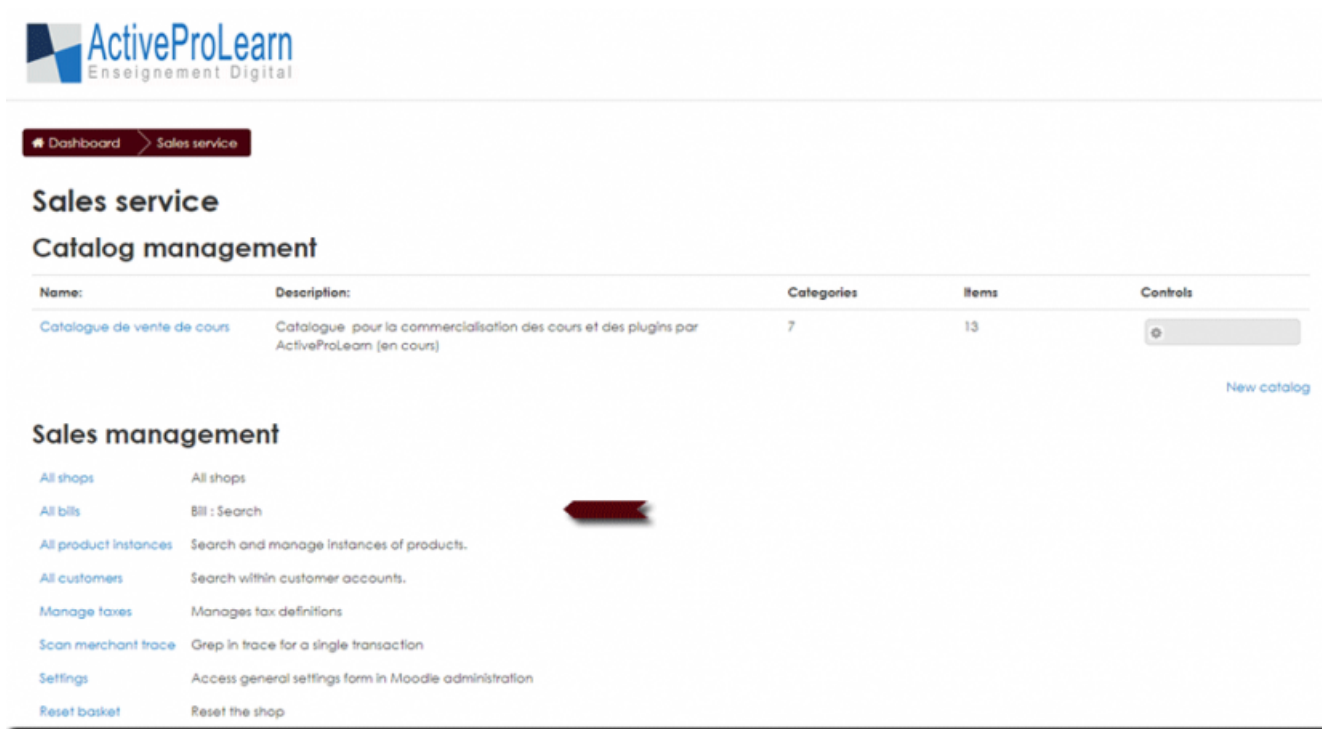 ActiveProLearn
Enseignement Digital
Dashboard Sales service
Sales service
Catalog management
Name: Description: Categories Items Controls
Catalogue de vente de cours Catalogue pour la commercialisation des cours et des plugins par 7 13
ActiveProLearn (en cours)
New catalog
Sales management
All shops All shops
All bills Bill : Search
All product instances Search and manage instances of products.
All customers Search within customer accounts.
Manage taxes Manages tax definitions
Scan merchant trace Grep in trace for a single transaction
Settings Access general settings form in Moodle administration
Reset basket Reset the shop